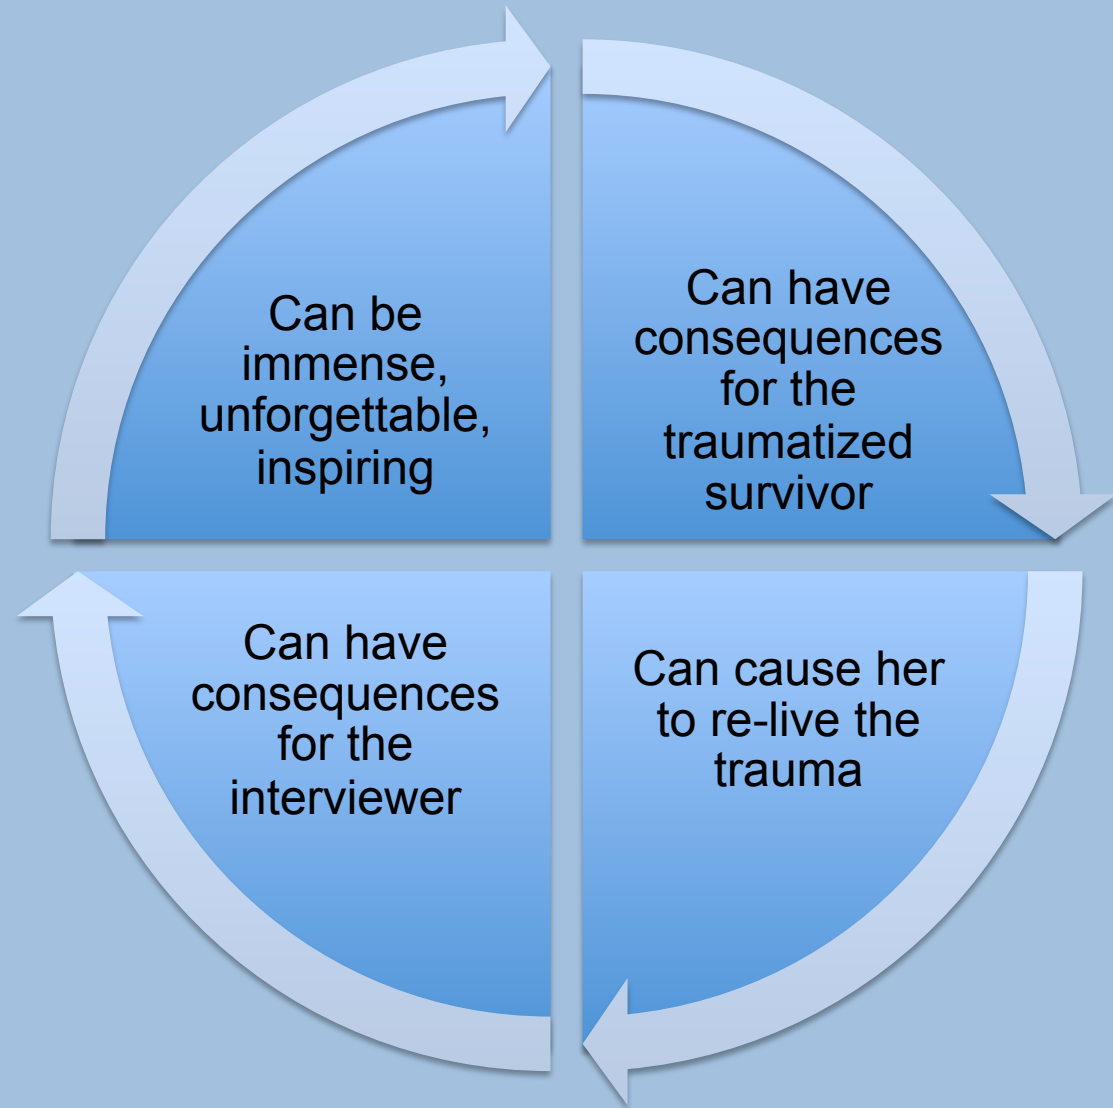 Can be
immense,
unforgettable,
inspiring
Can have
consequences
for the
traumatized
survivor
Can cause her
to re-live the
trauma
Can have
consequences
for the
interviewer